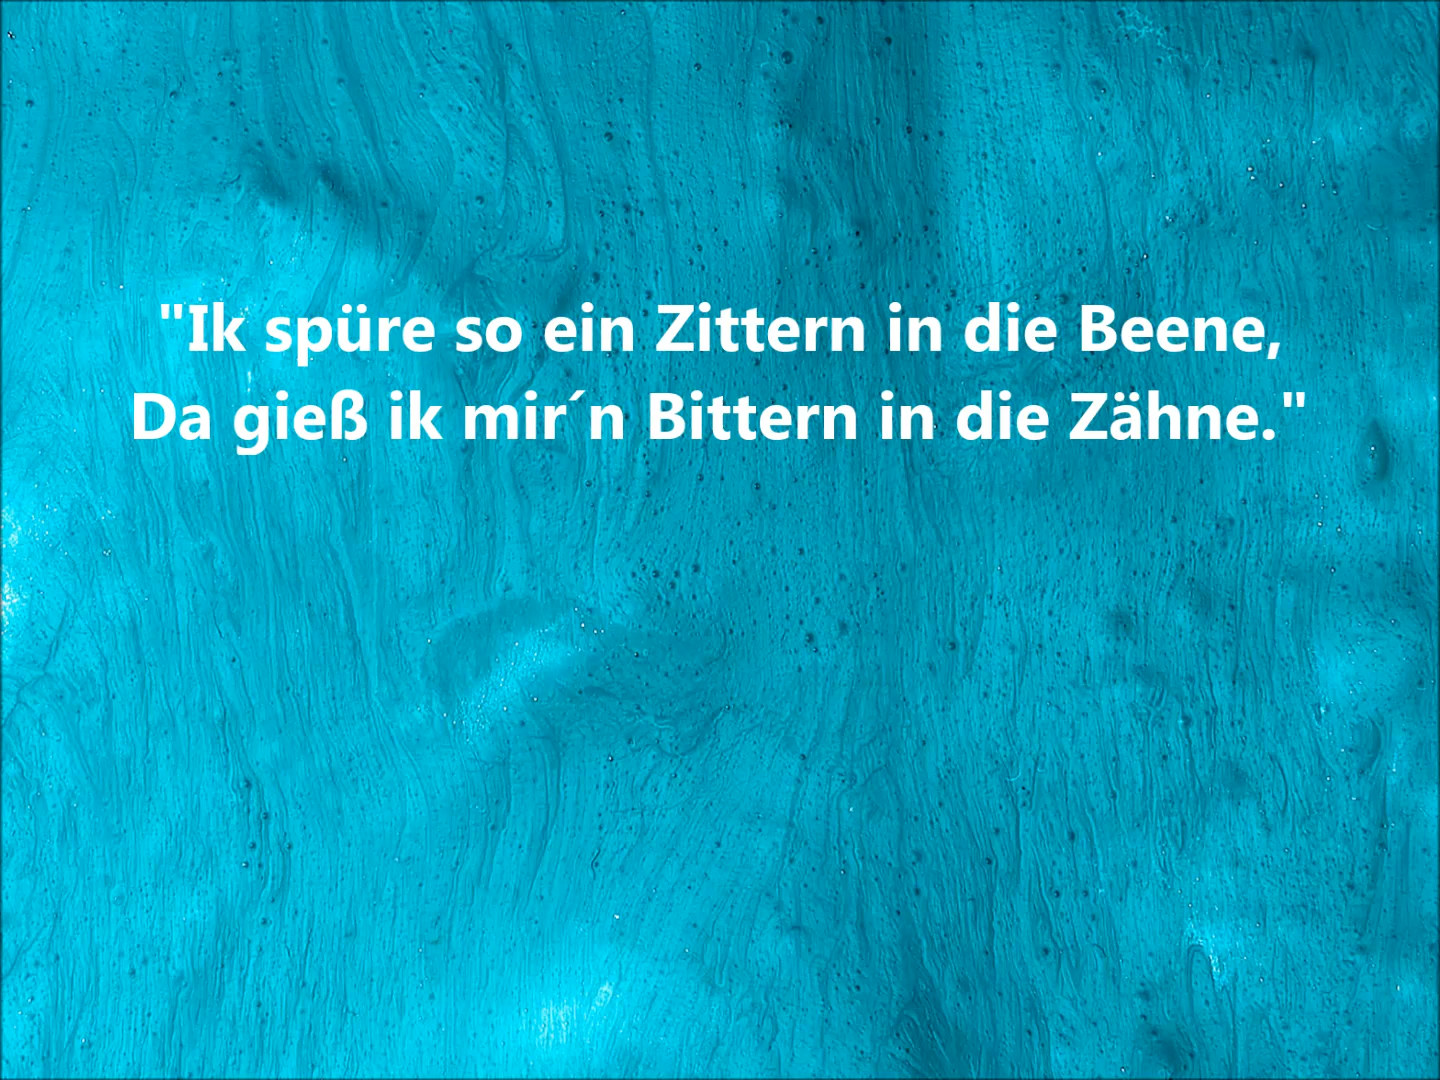 "Ik spüre so ein Zittern in die Beene,
Da gieß ik mir´n Bittern in die Zähne."